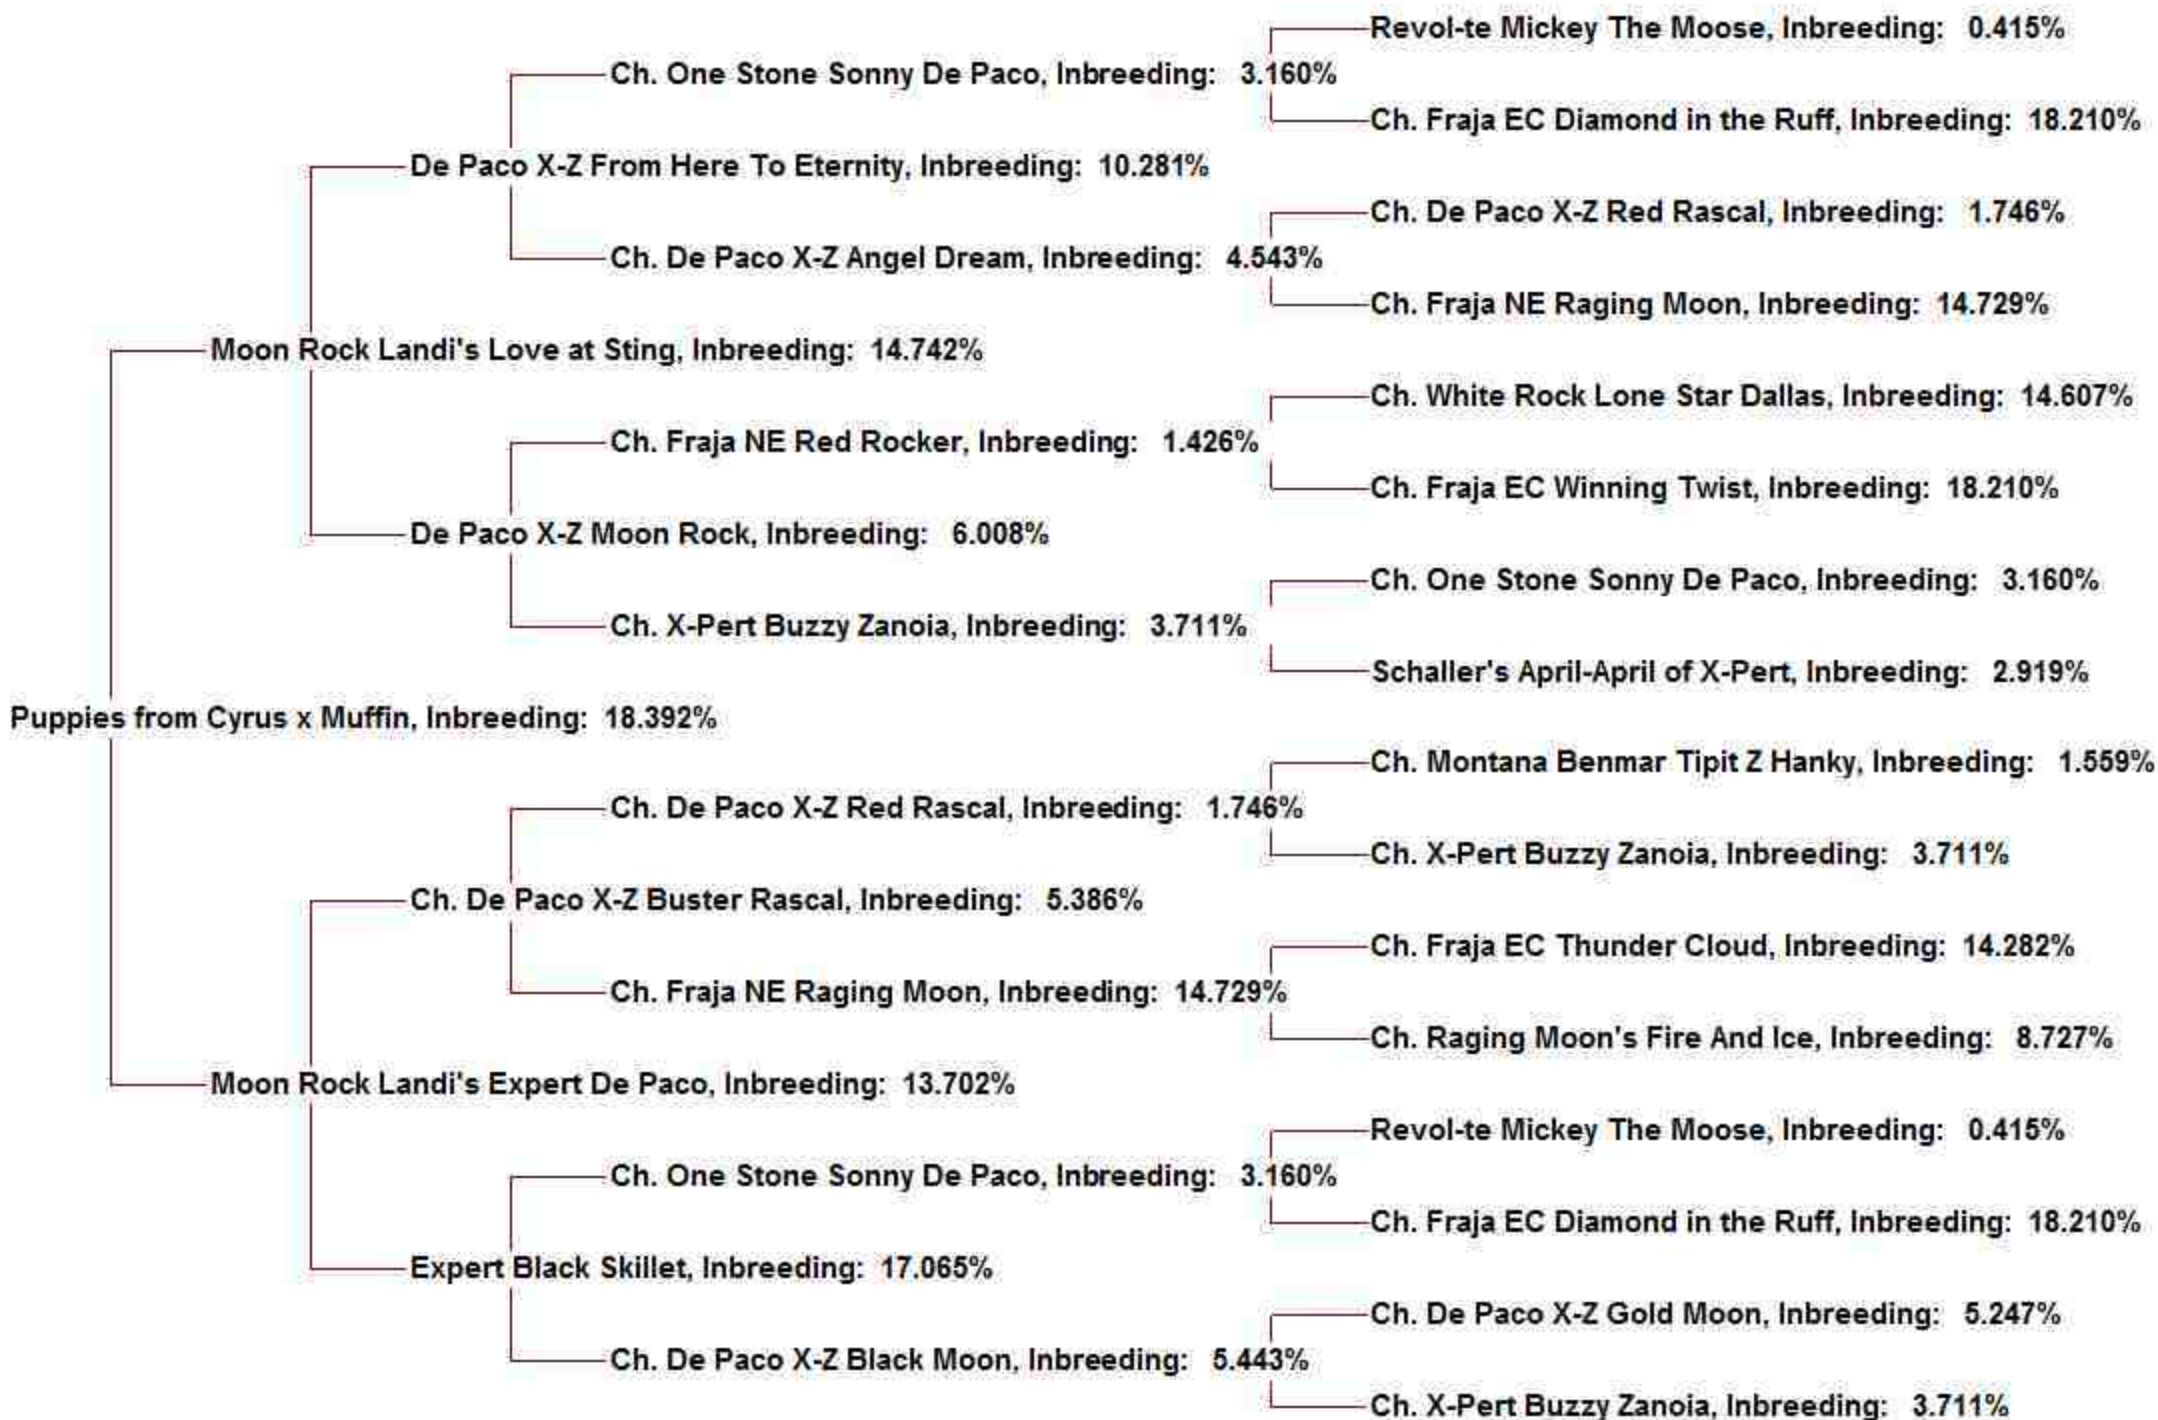 Revol-te Mickey The Moose, Inbreeding: 0.415%
Ch. One Stone Sonny De Paco, Inbreeding: 3.160%
Ch. Fraja EC Diamond in the Ruff, Inbreeding: 18.210%
De Paco X-Z From Here To Eternity, Inbreeding: 10.281%
Ch. De Paco X-Z Red Rascal, Inbreeding: 1.746%
Ch. De Paco X-Z Angel Dream, Inbreeding: 4.543%
Ch. Fraja NE Raging Moon, Inbreeding: 14.729%
Moon Rock Landi's Love at Sting, Inbreeding: 14.742%
Ch. White Rock Lone Star Dallas, Inbreeding: 14.607%
Ch. Fraja NE Red Rocker, Inbreeding: 1.426%
Ch. Fraja EC Winning Twist, Inbreeding: 18.210%
De Paco X-Z Moon Rock, Inbreeding: 6.008%
Ch. One Stone Sonny De Paco, Inbreeding: 3.160%
Ch. X-Pert Buzzy Zanoia, Inbreeding: 3.711%
Schaller's April-April of X-Pert, Inbreeding: 2.919%
Puppies from Cyrus x Muffin, Inbreeding: 18.392%
Ch. Montana Benmar Tipit Z Hanky, Inbreeding: 1.559%
Ch. De Paco X-Z Red Rascal, Inbreeding: 1.746%
Ch. X-Pert Buzzy Zanoia, Inbreeding: 3.711%
Ch. De Paco X-Z Buster Rascal, Inbreeding: 5.386%
Ch. Fraja EC Thunder Cloud, Inbreeding: 14.282%
Ch. Fraja NE Raging Moon, Inbreeding: 14.729%
Ch. Raging Moon's Fire And Ice, Inbreeding: 8.727%
Moon Rock Landi's Expert De Paco, Inbreeding: 13.702%
Revol-te Mickey The Moose, Inbreeding: 0.415%
Ch. One Stone Sonny De Paco, Inbreeding: 3.160%
Ch. Fraja EC Diamond in the Ruff, Inbreeding: 18.210%
Expert Black Skillet, Inbreeding: 17.065%
Ch. De Paco X-Z Gold Moon, Inbreeding: 5.247%
Ch. De Paco X-Z Black Moon, Inbreeding: 5.443%
Ch. X-Pert Buzzy Zanoia, Inbreeding: 3.711%